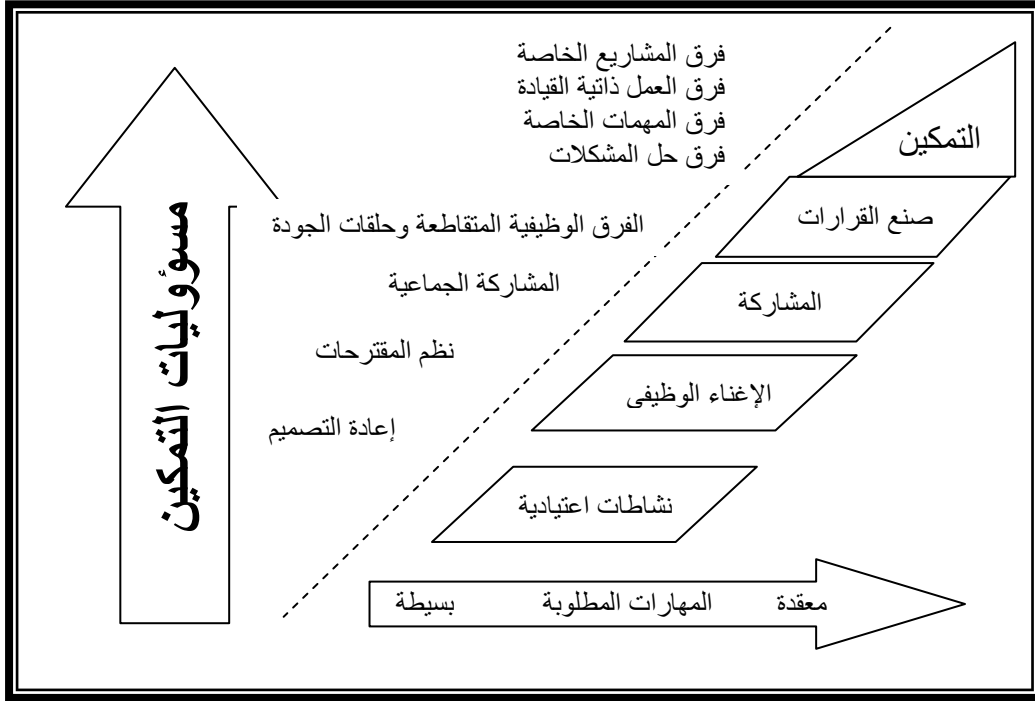 فرق المشاريع الخاصة
فرق العمل ذاتية القيادة
فرق المهمات الخاصة
فرق حل المشكلات
الفرق الوظيفية المتقاطعة وحلقات الجودة
المشاركة الجماعية
نظم المقترحات
إعادة التصميم
مسؤوليات التمكين
التمكين
صنع القرارات
المشاركة
الإغناء الوظيفى
نشاطات اعتيادية
بسيطة المهارات المطلوبة معقدة